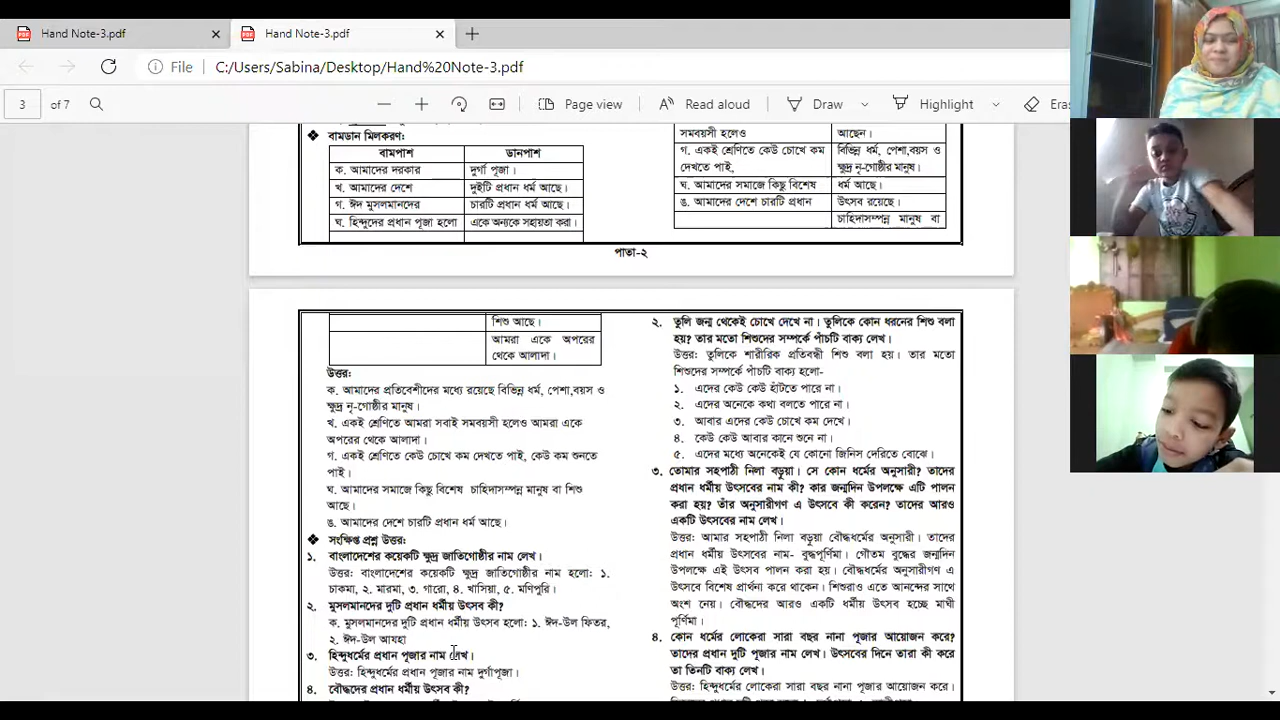 Hand Note-3.pdf
Hand Note-3.pdf
File C:/Users/Sabina/Desktop/Hand%20Note-3.pdf
3 of 7 Page view Read aloud Draw Highlight Eras
❖ বামডান মিলকরণ:
বামপাশ ডানপাশ
ক. আমাদের দরকার দুর্গা পূজা।
খ. আমাদের দেশে দুইটি প্রধান ধর্ম আছে।
গ. ঈদ মুসলমানদের চারটি প্রধান ধর্ম আছে।
ঘ. হিন্দুদের প্রধান পূজা হলো একে অন্যকে সহায়তা করা।
সমবয়সী হলেও আছেন।
গ. একই শ্রেণিতে কেউ চোখে কম বিভিন্ন ধর্ম, পেশা,বয়স ও
দেখতে পাই, ক্ষুদ্র নৃ-গোষ্ঠীর মানুষ।
ঘ. আমাদের সমাজে কিছু বিশেষ ধর্ম আছে।
ঙ. আমাদের দেশে চারটি প্রধান উৎসব রয়েছে।
চাহিদাসম্পন্ন মানুষ বা
পাতা-২
শিশু আছে।
আমরা একে অপরের
থেকে আলাদা।
উত্তর:
ক. আমাদের প্রতিবেশীদের মধ্যে রয়েছে বিভিন্ন ধর্ম, পেশা,বয়স ও
ক্ষুদ্র নৃ-গোষ্ঠীর মানুষ।
খ. একই শ্রেণিতে আমরা সবাই সমবয়সী হলেও আমরা একে
অপরের থেকে আলাদা।
গ. একই শ্রেণিতে কেউ চোখে কম দেখতে পাই, কেউ কম শুনতে
পাই।
ঘ. আমাদের সমাজে কিছু বিশেষ চাহিদাসম্পন্ন মানুষ বা শিশু
আছে।
ঙ. আমাদের দেশে চারটি প্রধান ধর্ম আছে।
❖ সংক্ষিপ্ত প্রশ্ন উত্তর:
১. বাংলাদেশের কয়েকটি ক্ষুদ্র জাতিগোষ্ঠীর নাম লেখ।
উত্তর: বাংলাদেশের কয়েকটি ক্ষুদ্র জাতিগোষ্ঠীর নাম হলো: ১.
চাকমা, ২. মারমা, ৩. গারো, ৪. খাসিয়া, ৫. মণিপুরি।
২. মুসলমানদের দুটি প্রধান ধর্মীয় উৎসব কী?
ক. মুসলমানদের দুটি প্রধান ধর্মীয় উৎসব হলো: ১. ঈদ-উল ফিতর,
২. ঈদ-উল আযহা
৩. হিন্দুধর্মের প্রধান পূজার নাম লেখ।
উত্তর: হিন্দুধর্মের প্রধান পূজার নাম দুর্গাপূজা।
৪. বৌদ্ধদের প্রধান ধর্মীয় উৎসব কী?
২. তুলি জন্ম থেকেই চোখে দেখে না। তুলিকে কোন ধরনের শিশু বলা
হয়? তার মতো শিশুদের সম্পর্কে পাঁচটি বাক্য লেখ।
উত্তর: তুলিকে শারীরিক প্রতিবন্ধী শিশু বলা হয়। তার মতো
শিশুদের সম্পর্কে পাঁচটি বাক্য হলো-
১. এদের কেউ কেউ হাঁটতে পারে না।
২. এদের অনেকে কথা বলতে পারে না।
৩. আবার এদের কেউ চোখে কম দেখে।
৪. কেউ কেউ আবার কানে শুনে না।
৫. এদের মধ্যে অনেকেই যে কোনো জিনিস দেরিতে বোঝে।
৩. তোমার সহপাঠী নিলা বড়ুয়া। সে কোন ধর্মের অনুসারী? তাদের
প্রধান ধর্মীয় উৎসবের নাম কী? কার জন্মদিন উপলক্ষে এটি পালন
করা হয়? তাঁর অনুসারীগণ এ উৎসবে কী করেন? তাদের আরও
একটি উৎসবের নাম লেখ।
উত্তর: আমার সহপাঠী নিলা বড়ুয়া বৌদ্ধধর্মের অনুসারী। তাদের
প্রধান ধর্মীয় উৎসবের নাম- বুদ্ধপূর্ণিমা। গৌতম বুদ্ধের জন্মদিন
উপলক্ষে এই উৎসব পালন করা হয়। বৌদ্ধধর্মের অনুসারীগণ এ
উৎসবে বিশেষ প্রার্থনা করে থাকেন। শিশুরাও এতে আনন্দের সাথে
অংশ নেয়। বৌদ্ধদের আরও একটি ধর্মীয় উৎসব হচ্ছে মাঘী
পূর্ণিমা।
৪. কোন ধর্মের লোকেরা সারা বছর নানা পূজার আয়োজন করে?
তাদের প্রধান দুটি পূজার নাম লেখ। উৎসবের দিনে তারা কী করে
তা তিনটি বাক্য লেখ।
উত্তর: হিন্দুধর্মের লোকেরা সারা বছর নানা পূজার আয়োজন করে।